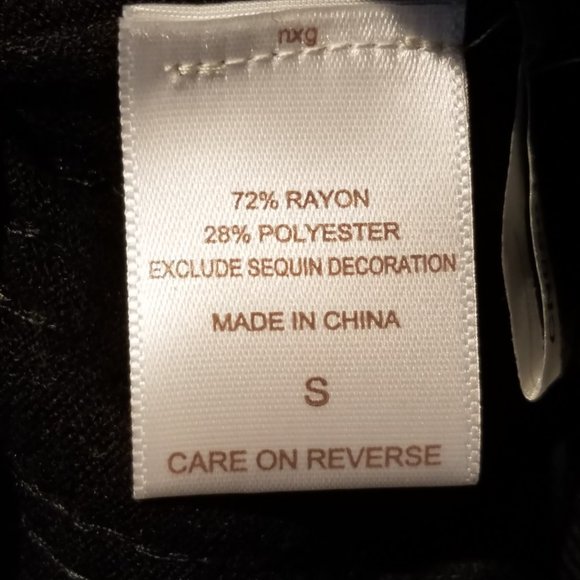 nxg
72% RAYON
28% POLYESTER
EXCLUDE SEQUIN DECORATION
MADE IN CHINA
S
CARE ON REVERSE